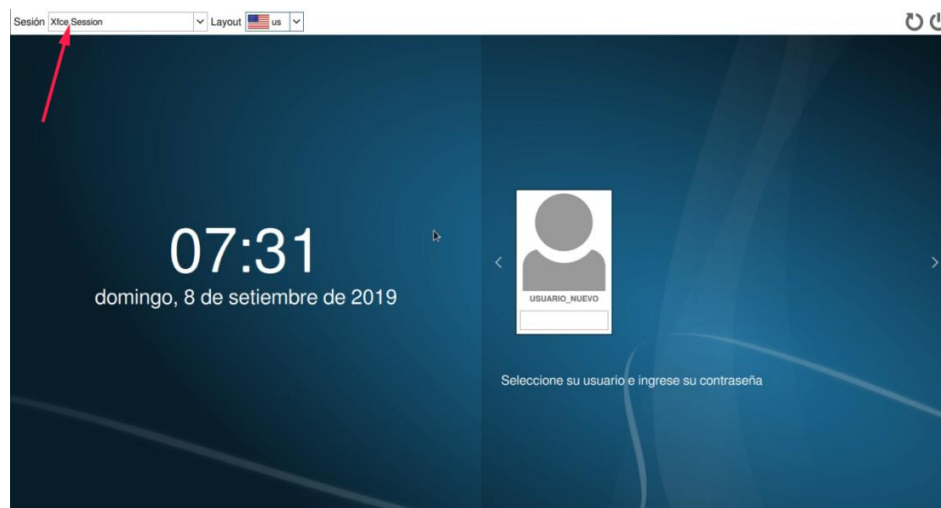 Sesión Xfce Session Layout us
07:31
domingo, 8 de setiembre de 2019
USUARIO_NUEVO
Seleccione su usuario e ingrese su contraseña